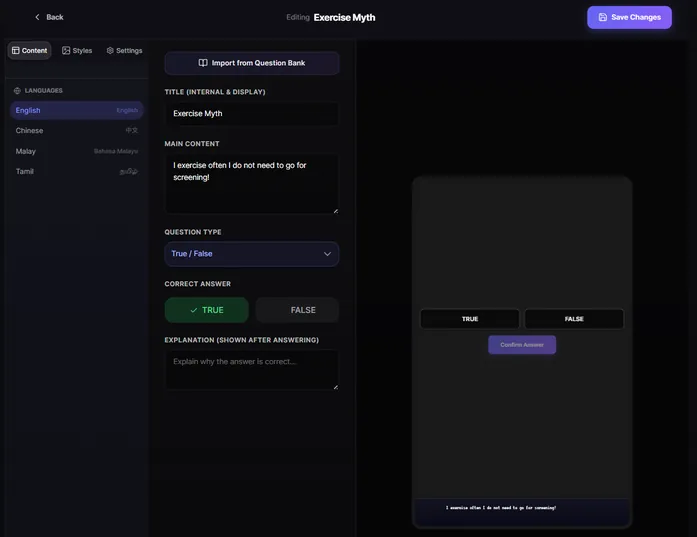 Back
Editing Exercise Myth
Save Changes
Content Styles Settings
LANGUAGES
English English
Chinese 中文
Malay Bahasa Melayu
Tamil தமிழ்
Import from Question Bank
TITLE (INTERNAL & DISPLAY)
Exercise Myth
MAIN CONTENT
I exercise often I do not need to go for
screening!
QUESTION TYPE
True / False
CORRECT ANSWER
TRUE FALSE
EXPLANATION (SHOWN AFTER ANSWERING)
Explain why the answer is correct...
TRUE FALSE
Confirm Answer
I exercise often I do not need to go for screening!